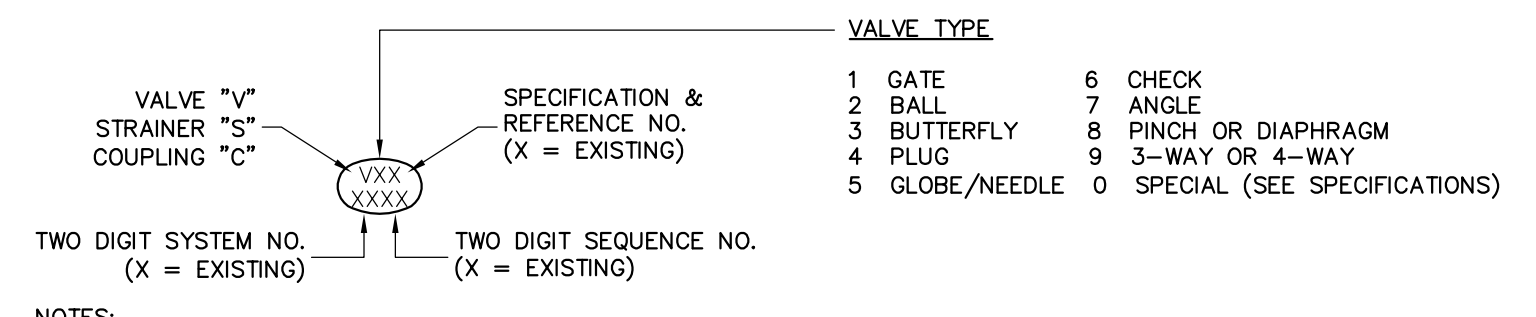 VALVE TYPE
VALVE "V"
STRAINER "S"
COUPLING "C"
SPECIFICATION &
REFERENCE NO.
(X = EXISTING)
VXX
XXXX
TWO DIGIT SYSTEM NO.
(X = EXISTING)
TWO DIGIT SEQUENCE NO.
(X = EXISTING)
1 GATE
2 BALL
3 BUTTERFLY
4 PLUG
5 GLOBE/NEEDLE
6 CHECK
7 ANGLE
8 PINCH OR DIAPHRAGM
9 3-WAY OR 4-WAY
0 SPECIAL (SEE SPECIFICATIONS)
NOTES: